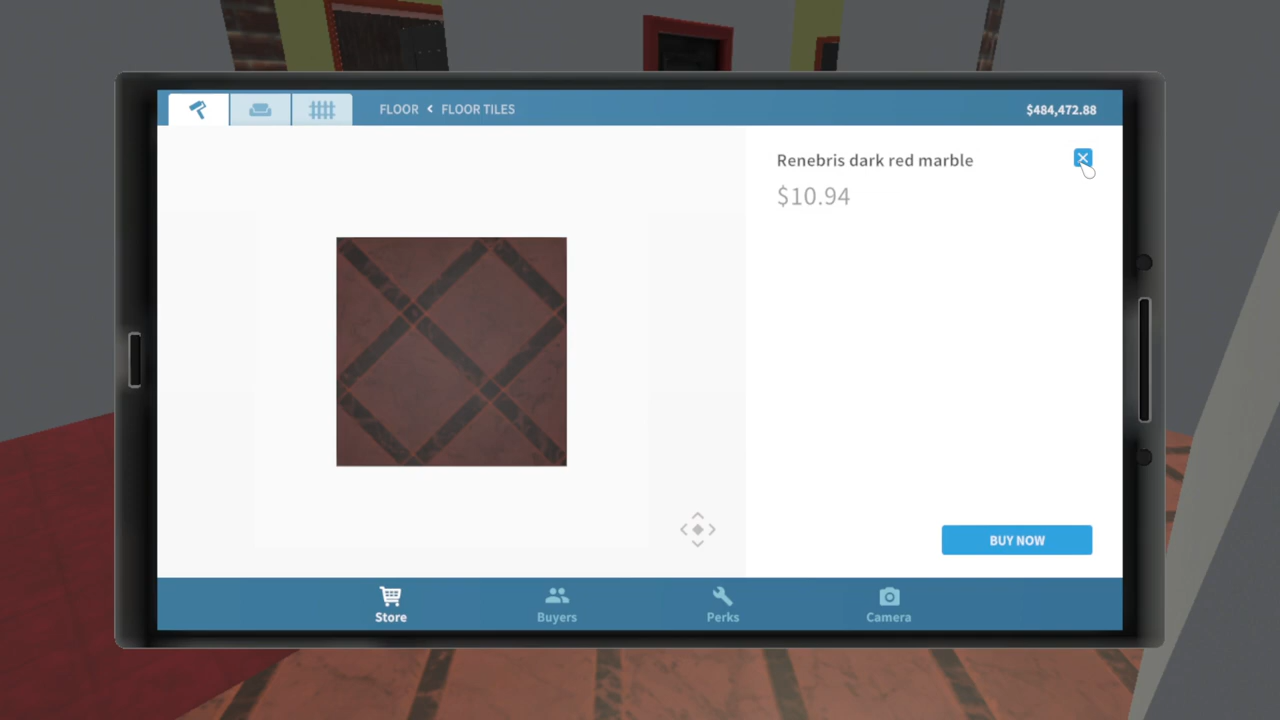 FLOOR < FLOOR TILES
$484,472.88
Renebris dark red marble
$10.94
BUY NOW
Store
Buyers
Perks
Camera